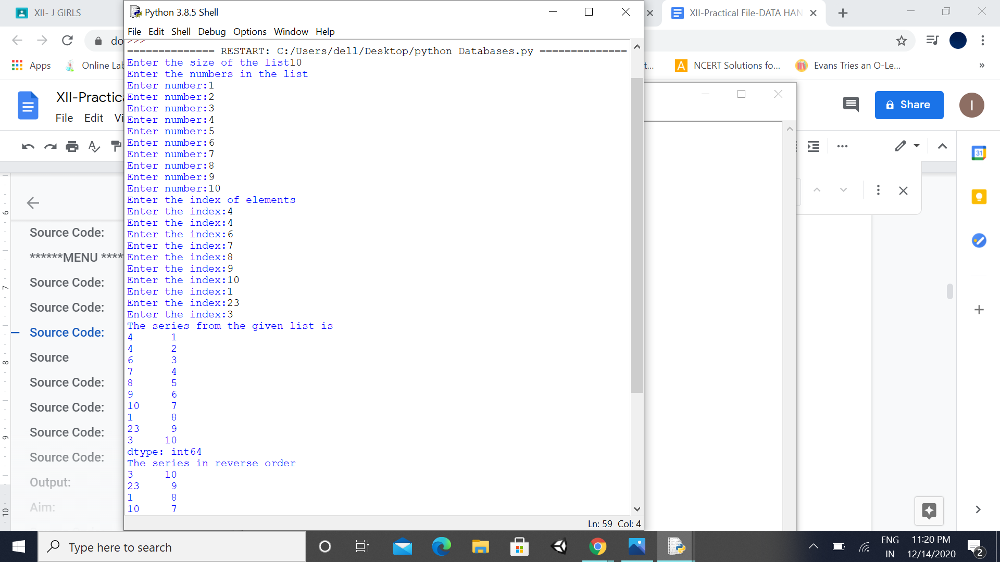 XII- J GIRLS
Python 3.8.5 Shell
XII-Practical File-DATA HAN
File Edit Shell Debug Options Window Help
do
>>>
============== RESTART: C:/Users/dell/Desktop/python Databases.py ==============
Apps
Online Lab
t...
NCERT Solutions fo...
Evans Tries an O-Le...
»
XII-Practica
File Edit Vi
Share
I
31
Enter the size of the list10
Enter the numbers in the list
Enter number:1
Enter number:2
Enter number:3
Enter number:4
Enter number:5
Enter number:6
Enter number:7
Enter number:8
Enter number:9
Enter number:10
Enter the index of elements
Enter the index:4
Enter the index:4
Enter the index:6
Enter the index:7
Enter the index:8
Enter the index:9
Enter the index:10
Enter the index:1
Enter the index:23
Enter the index:3
The series from the given list is
4 1
4 2
6 3
7 4
8 5
9 6
10 7
1 8
23 9
3 10
dtype: int64
The series in reverse order
3 10
23 9
1 8
10 7
Ln: 59 Col: 4
6
7
8
9
10
Source Code:
******MENU *****
Source Code:
Source Code:
Source Code:
Source
Source Code:
Source Code:
Source Code:
Source Code:
Output:
Aim:
Type here to search
ENG
IN
11:20 PM
12/14/2020
2